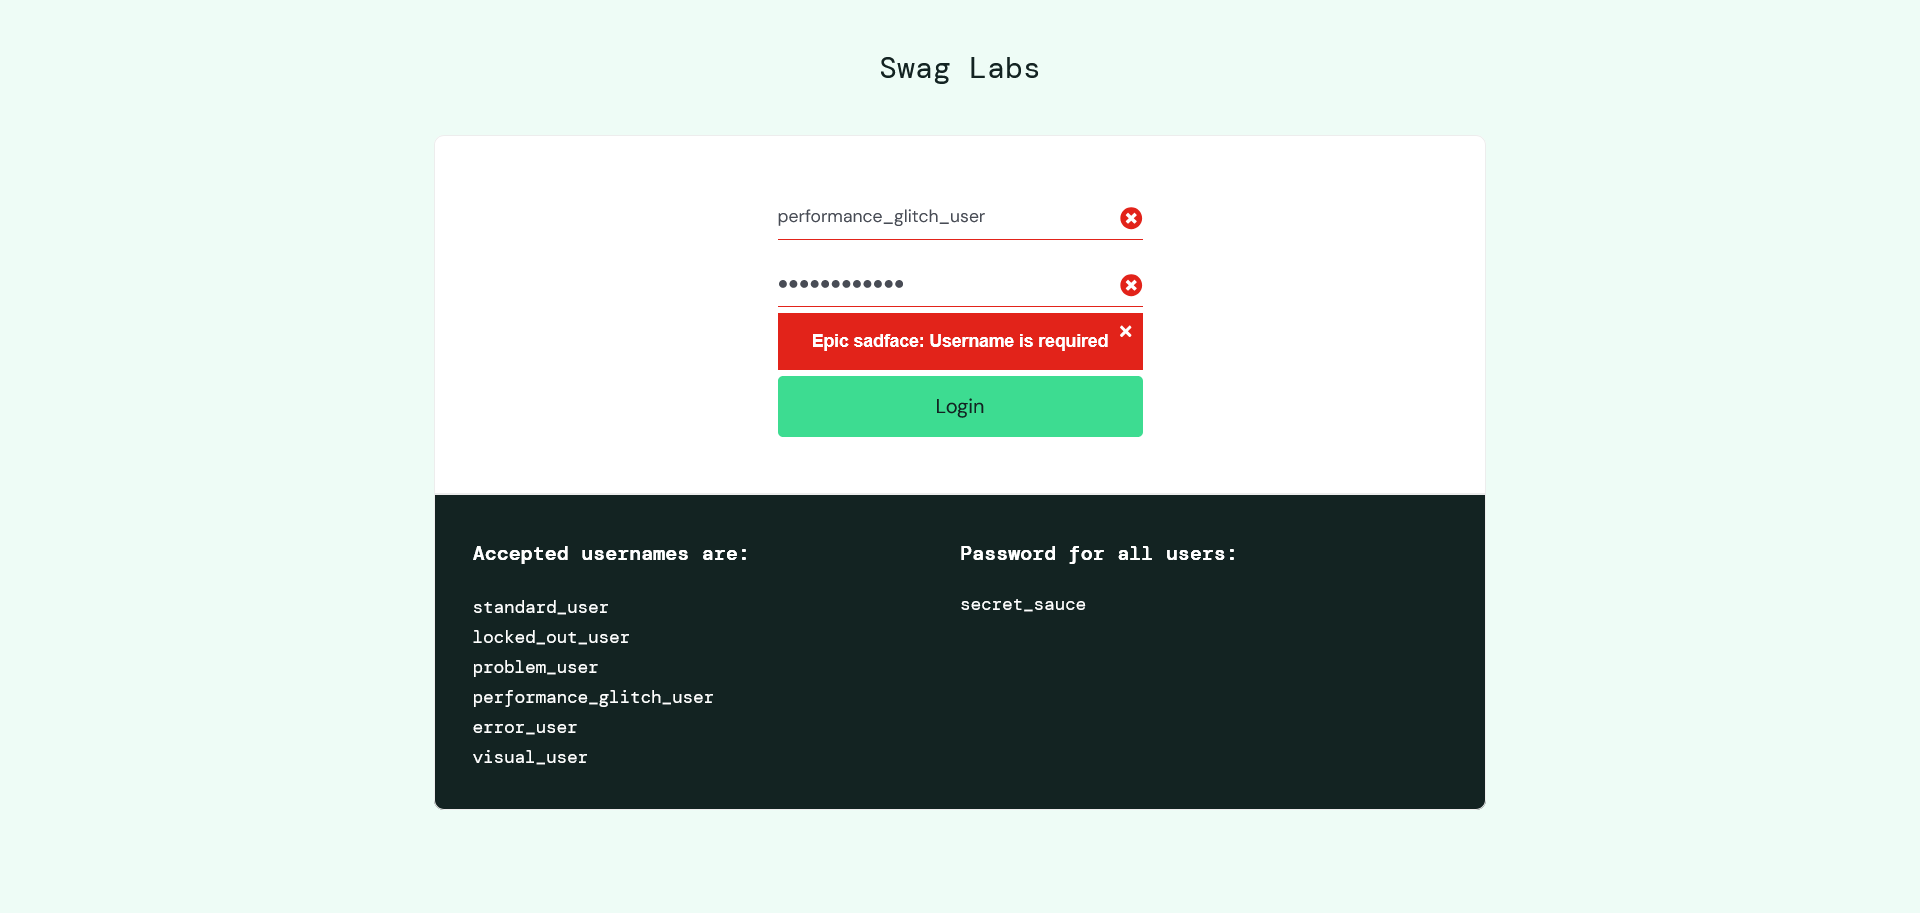 Swag Labs
performance_glitch_user
••••••••••••
Epic sadface: Username is required
Login
Accepted usernames are:
standard_user
locked_out_user
problem_user
performance_glitch_user
error_user
visual_user
Password for all users:
secret_sauce